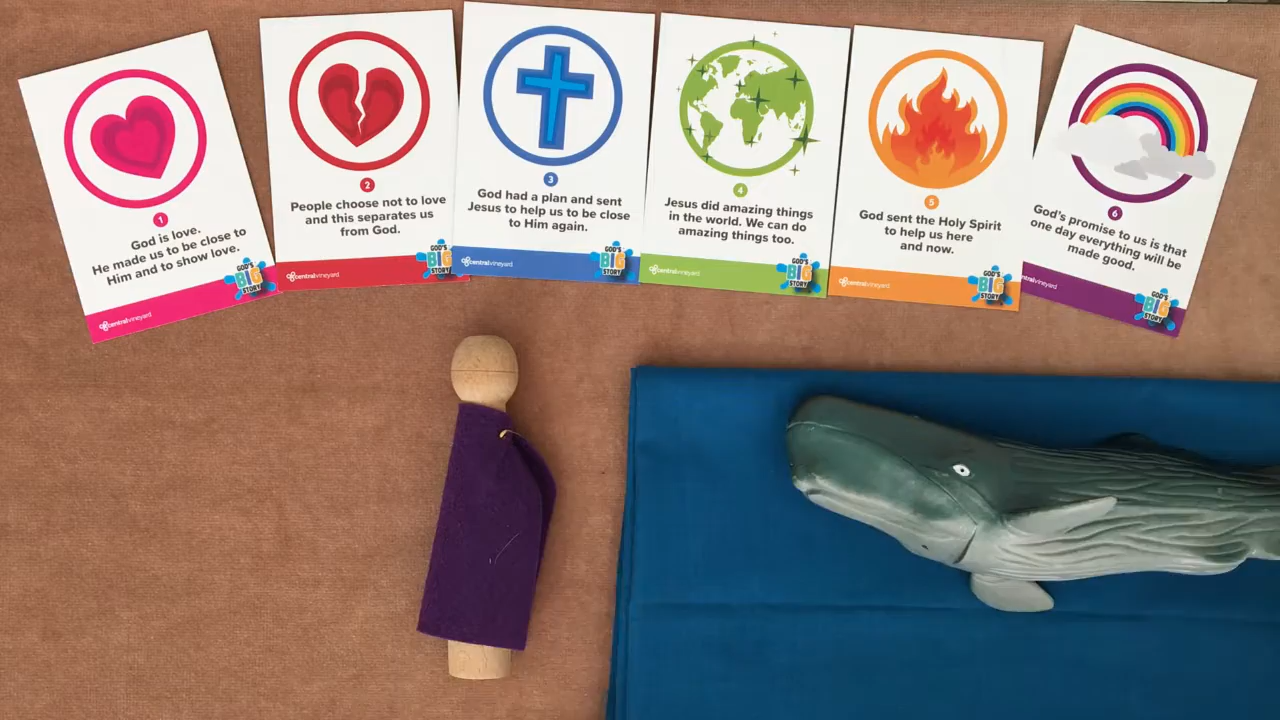 1
God is love.
He made us to be close to
Him and to show love.
centralvineyard
GOD'S
BIG
STORY
2
People choose not to love
and this separates us
from God.
centralvineyard
GOD'S
BIG
STORY
3
God had a plan and sent
Jesus to help us to be close
to Him again.
centralvineyard
GOD'S
BIG
STORY
4
Jesus did amazing things
in the world. We can do
amazing things too.
centralvineyard
GOD'S
BIG
STORY
5
God sent the Holy Spirit
to help us here
and now.
centralvineyard
GOD'S
BIG
STORY
6
God's promise to us is that
one day everything will be
made good.
centralvineyard
GOD'S
BIG
STORY